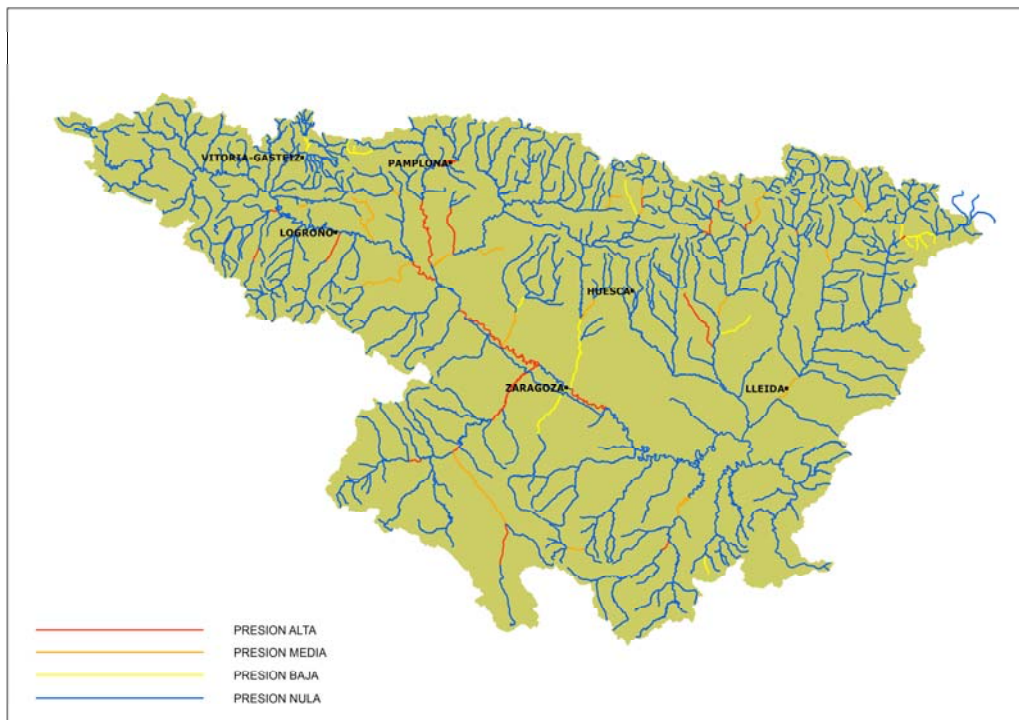 VITORIA-GASTEIZ
PAMPLONA
LOGROÑO
HUESCA
ZARAGOZA
LLEIDA
PRESION ALTA
PRESION MEDIA
PRESION BAJA
PRESION NULA